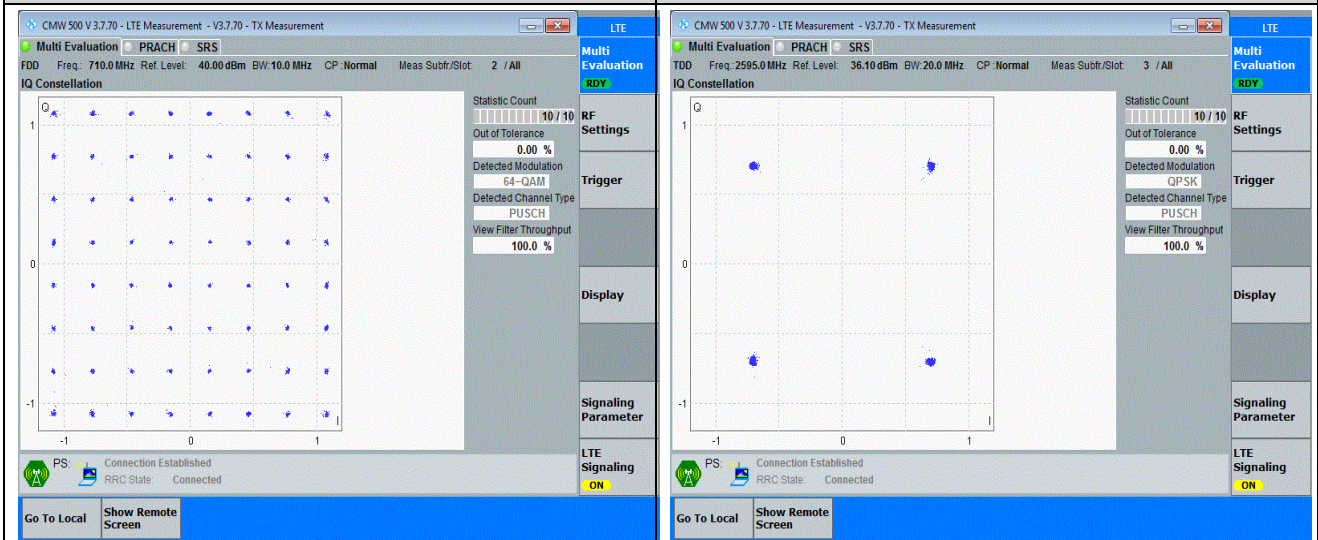 CMW 500 V 3.7.70 - LTE Measurement - V3.7.70 - TX Measurement
LTE
Multi Evaluation PRACH SRS
Multi
Evaluation
RDY
FDD Freq.: 710.0 MHz Ref. Level: 40.00 dBm BW: 10.0 MHz CP :Normal Meas Subfr./Slot: 2 / All
IQ Constellation
Q
1
0
-1
-1 0 1
I
Statistic Count
10 / 10
Out of Tolerance
0.00 %
Detected Modulation
64-QAM
Detected Channel Type
PUSCH
View Filter Throughput
100.0 %
RF
Settings
Trigger
Display
Signaling
Parameter
LTE
Signaling
ON
PS: Connection Established
RRC State: Connected
Go To Local
Show Remote
Screen
CMW 500 V 3.7.70 - LTE Measurement - V3.7.70 - TX Measurement
LTE
Multi Evaluation PRACH SRS
Multi
Evaluation
RDY
TDD Freq.: 2595.0 MHz Ref. Level: 36.10 dBm BW: 20.0 MHz CP :Normal Meas Subfr./Slot: 3 / All
IQ Constellation
Q
1
0
-1
-1 0 1
I
Statistic Count
10 / 10
Out of Tolerance
0.00 %
Detected Modulation
QPSK
Detected Channel Type
PUSCH
View Filter Throughput
100.0 %
RF
Settings
Trigger
Display
Signaling
Parameter
LTE
Signaling
ON
PS: Connection Established
RRC State: Connected
Go To Local
Show Remote
Screen